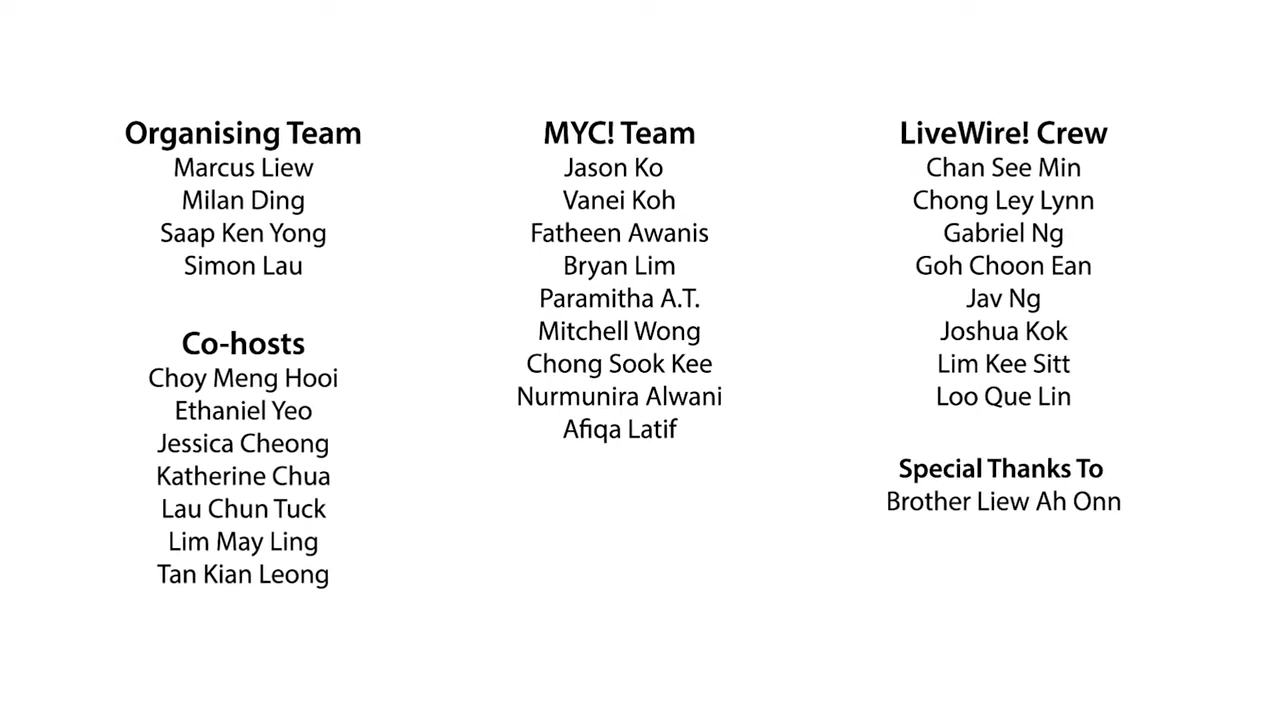 Organising Team
Marcus Liew
Milan Ding
Saap Ken Yong
Simon Lau
Co-hosts
Choy Meng Hooi
Ethaniel Yeo
Jessica Cheong
Katherine Chua
Lau Chun Tuck
Lim May Ling
Tan Kian Leong
MYC! Team
Jason Ko
Vanei Koh
Fatheen Awanis
Bryan Lim
Paramitha A.T.
Mitchell Wong
Chong Sook Kee
Nurmunira Alwani
Afiqa Latif
LiveWire! Crew
Chan See Min
Chong Ley Lynn
Gabriel Ng
Goh Choon Ean
Jav Ng
Joshua Kok
Lim Kee Sitt
Loo Que Lin
Special Thanks To
Brother Liew Ah Onn